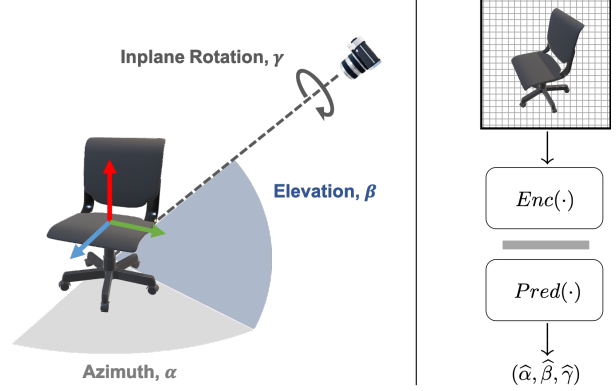 Inplane Rotation, γ
Elevation, β
Azimuth, α
Enc(·)
Pred(·)
(α̂, β̂, γ̂)